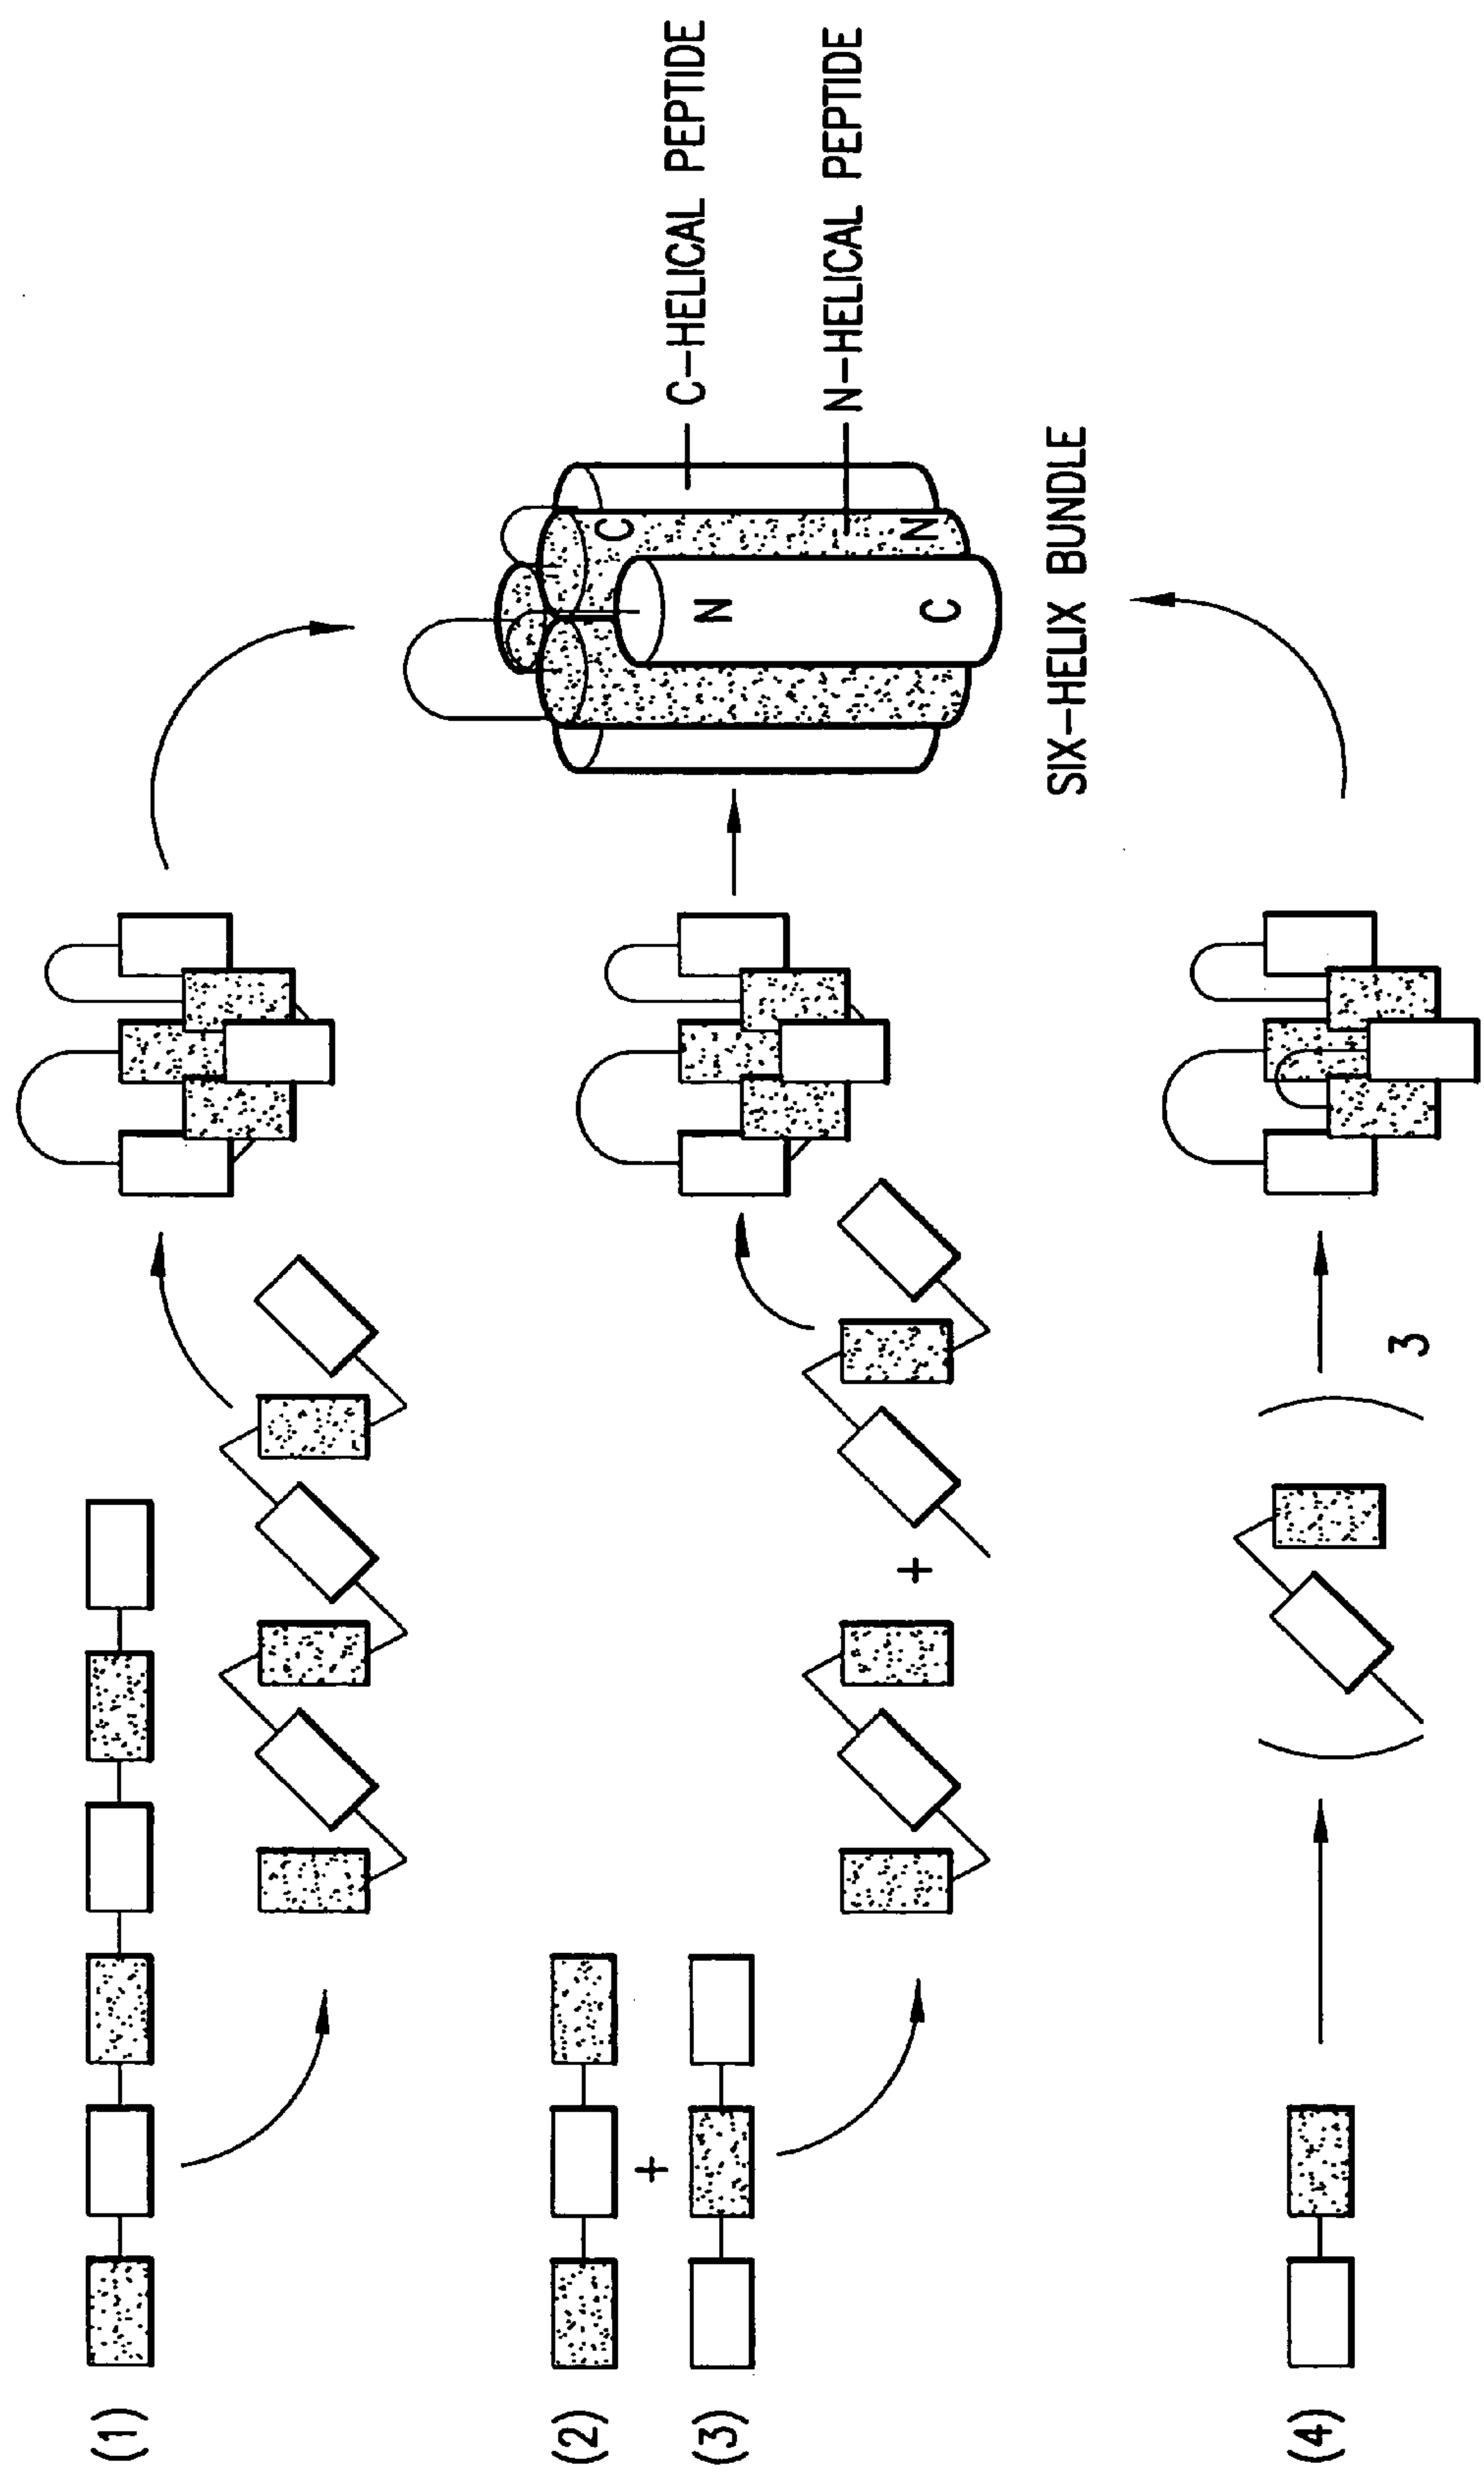 (1)
(2)
+
(3)
+
(4)
3
N
C
C
N
C–HELICAL PEPTIDE
N–HELICAL PEPTIDE
SIX–HELIX BUNDLE